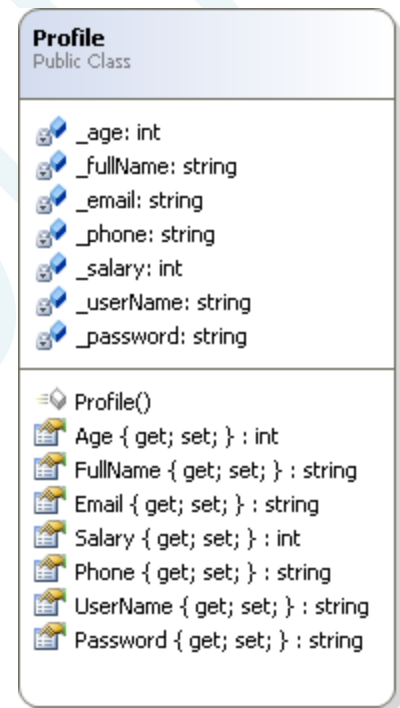 Profile
Public Class
_age: int
_fullName: string
_email: string
_phone: string
_salary: int
_userName: string
_password: string
Profile()
Age { get; set; } : int
FullName { get; set; } : string
Email { get; set; } : string
Salary { get; set; } : int
Phone { get; set; } : string
UserName { get; set; } : string
Password { get; set; } : string